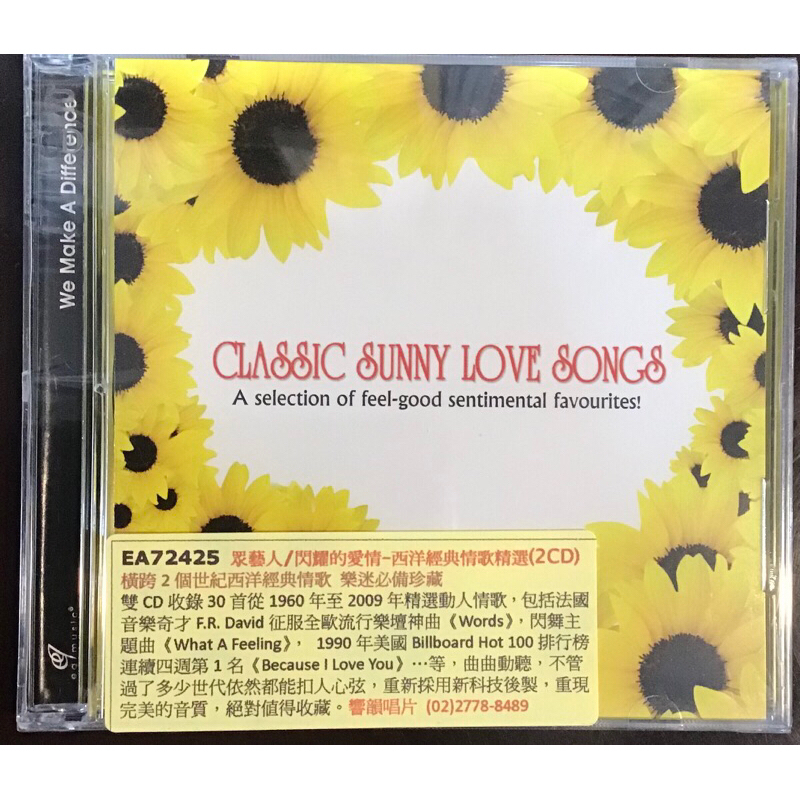 We Make A Difference
eq music®
CLASSIC SUNNY LOVE SONGS
A selection of feel-good sentimental favourites!
EA72425 眾藝人/閃耀的愛情-西洋經典情歌精選(2CD)
橫跨 2 個世紀西洋經典情歌 樂迷必備珍藏
雙 CD 收錄 30 首從 1960 年至 2009 年精選動人情歌，包括法國
音樂奇才 F.R. David 征服全歐流行樂壇神曲《Words》，閃舞主
題曲《What A Feeling》， 1990 年美國 Billboard Hot 100 排行榜
連續四週第 1 名《Because I Love You》…等，曲曲動聽，不管
過了多少世代依然都能扣人心弦，重新採用新科技後製，重現
完美的音質，絕對值得收藏。響韻唱片 (02)2778-8489